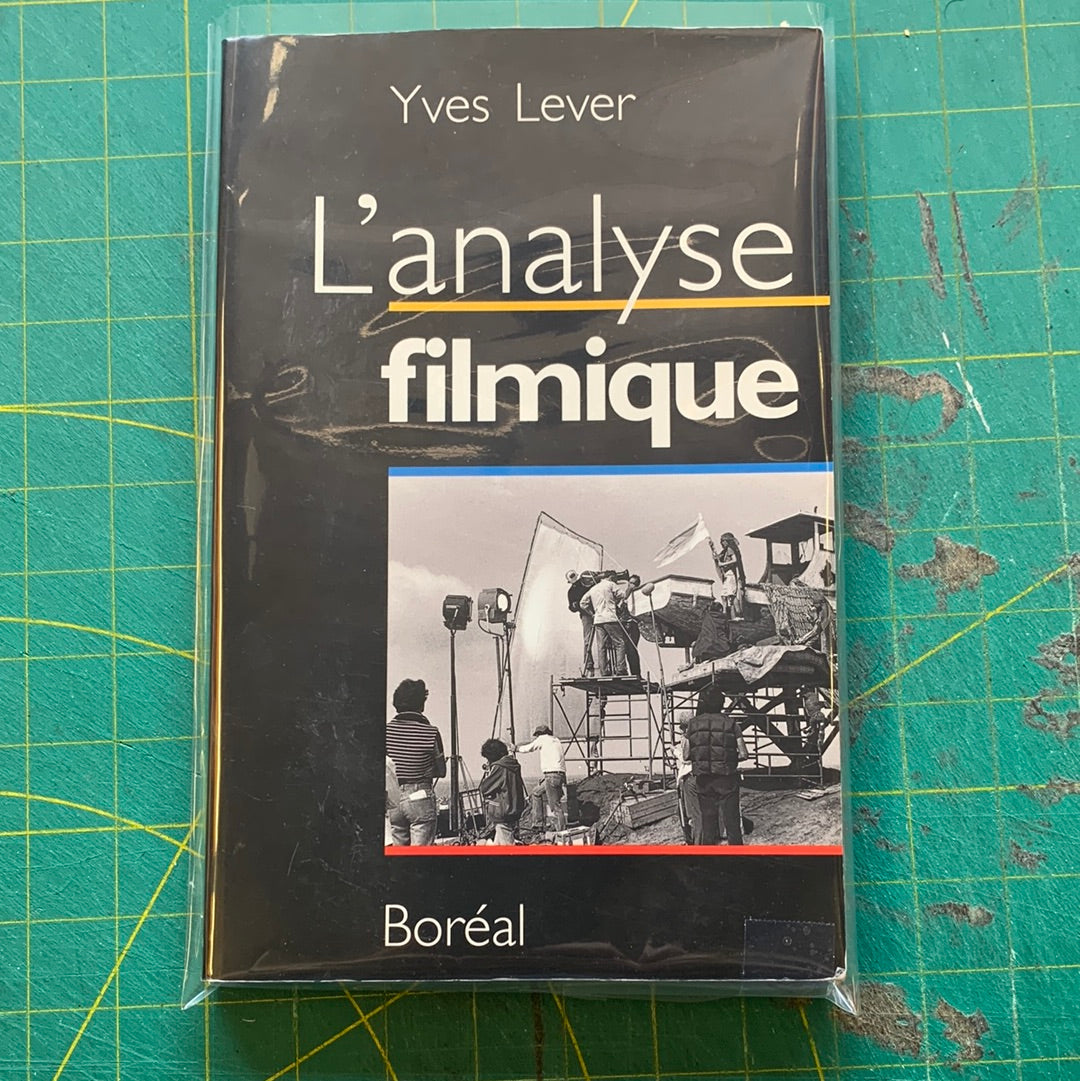 Yves Lever
L'analyse
filmique
Boréal